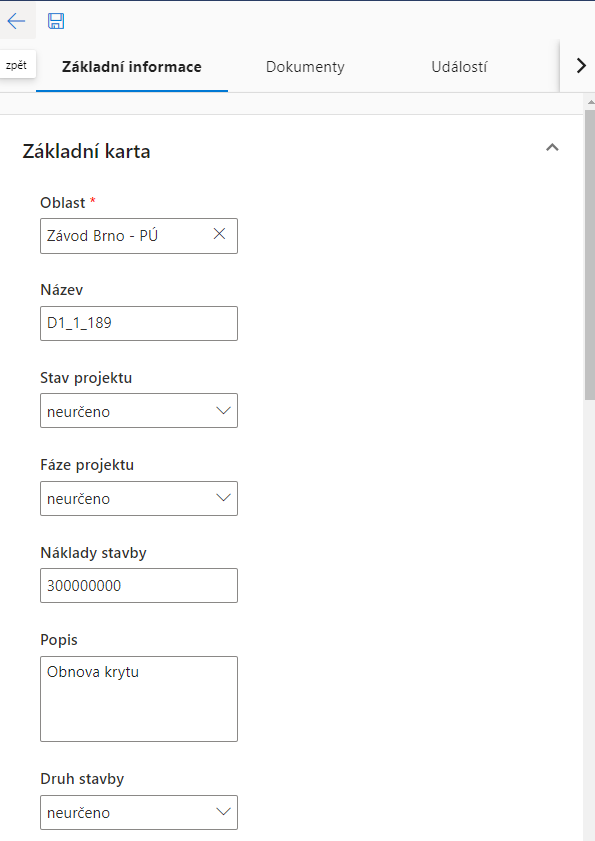 zpět
Základní informace
Dokumenty
Událostí
Základní karta
Oblast *
Závod Brno - PÚ
Název
D1_1_189
Stav projektu
neurčeno
Fáze projektu
neurčeno
Náklady stavby
300000000
Popis
Obnova krytu
Druh stavby
neurčeno